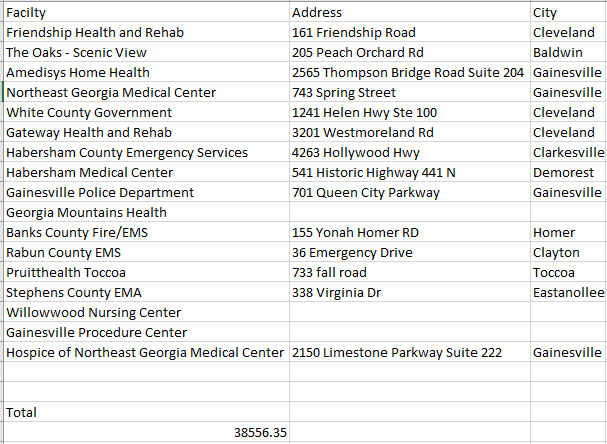 Facilty Address City
Friendship Health and Rehab 161 Friendship Road Cleveland
The Oaks - Scenic View 205 Peach Orchard Rd Baldwin
Amedisys Home Health 2565 Thompson Bridge Road Suite 204 Gainesville
Northeast Georgia Medical Center 743 Spring Street Gainesville
White County Government 1241 Helen Hwy Ste 100 Cleveland
Gateway Health and Rehab 3201 Westmoreland Rd Cleveland
Habersham County Emergency Services 4263 Hollywood Hwy Clarkesville
Habersham Medical Center 541 Historic Highway 441 N Demorest
Gainesville Police Department 701 Queen City Parkway Gainesville
Georgia Mountains Health
Banks County Fire/EMS 155 Yonah Homer RD Homer
Rabun County EMS 36 Emergency Drive Clayton
Pruitthealth Toccoa 733 fall road Toccoa
Stephens County EMA 338 Virginia Dr Eastanollee
Willowwood Nursing Center
Gainesville Procedure Center
Hospice of Northeast Georgia Medical Center 2150 Limestone Parkway Suite 222 Gainesville
Total
38556.35